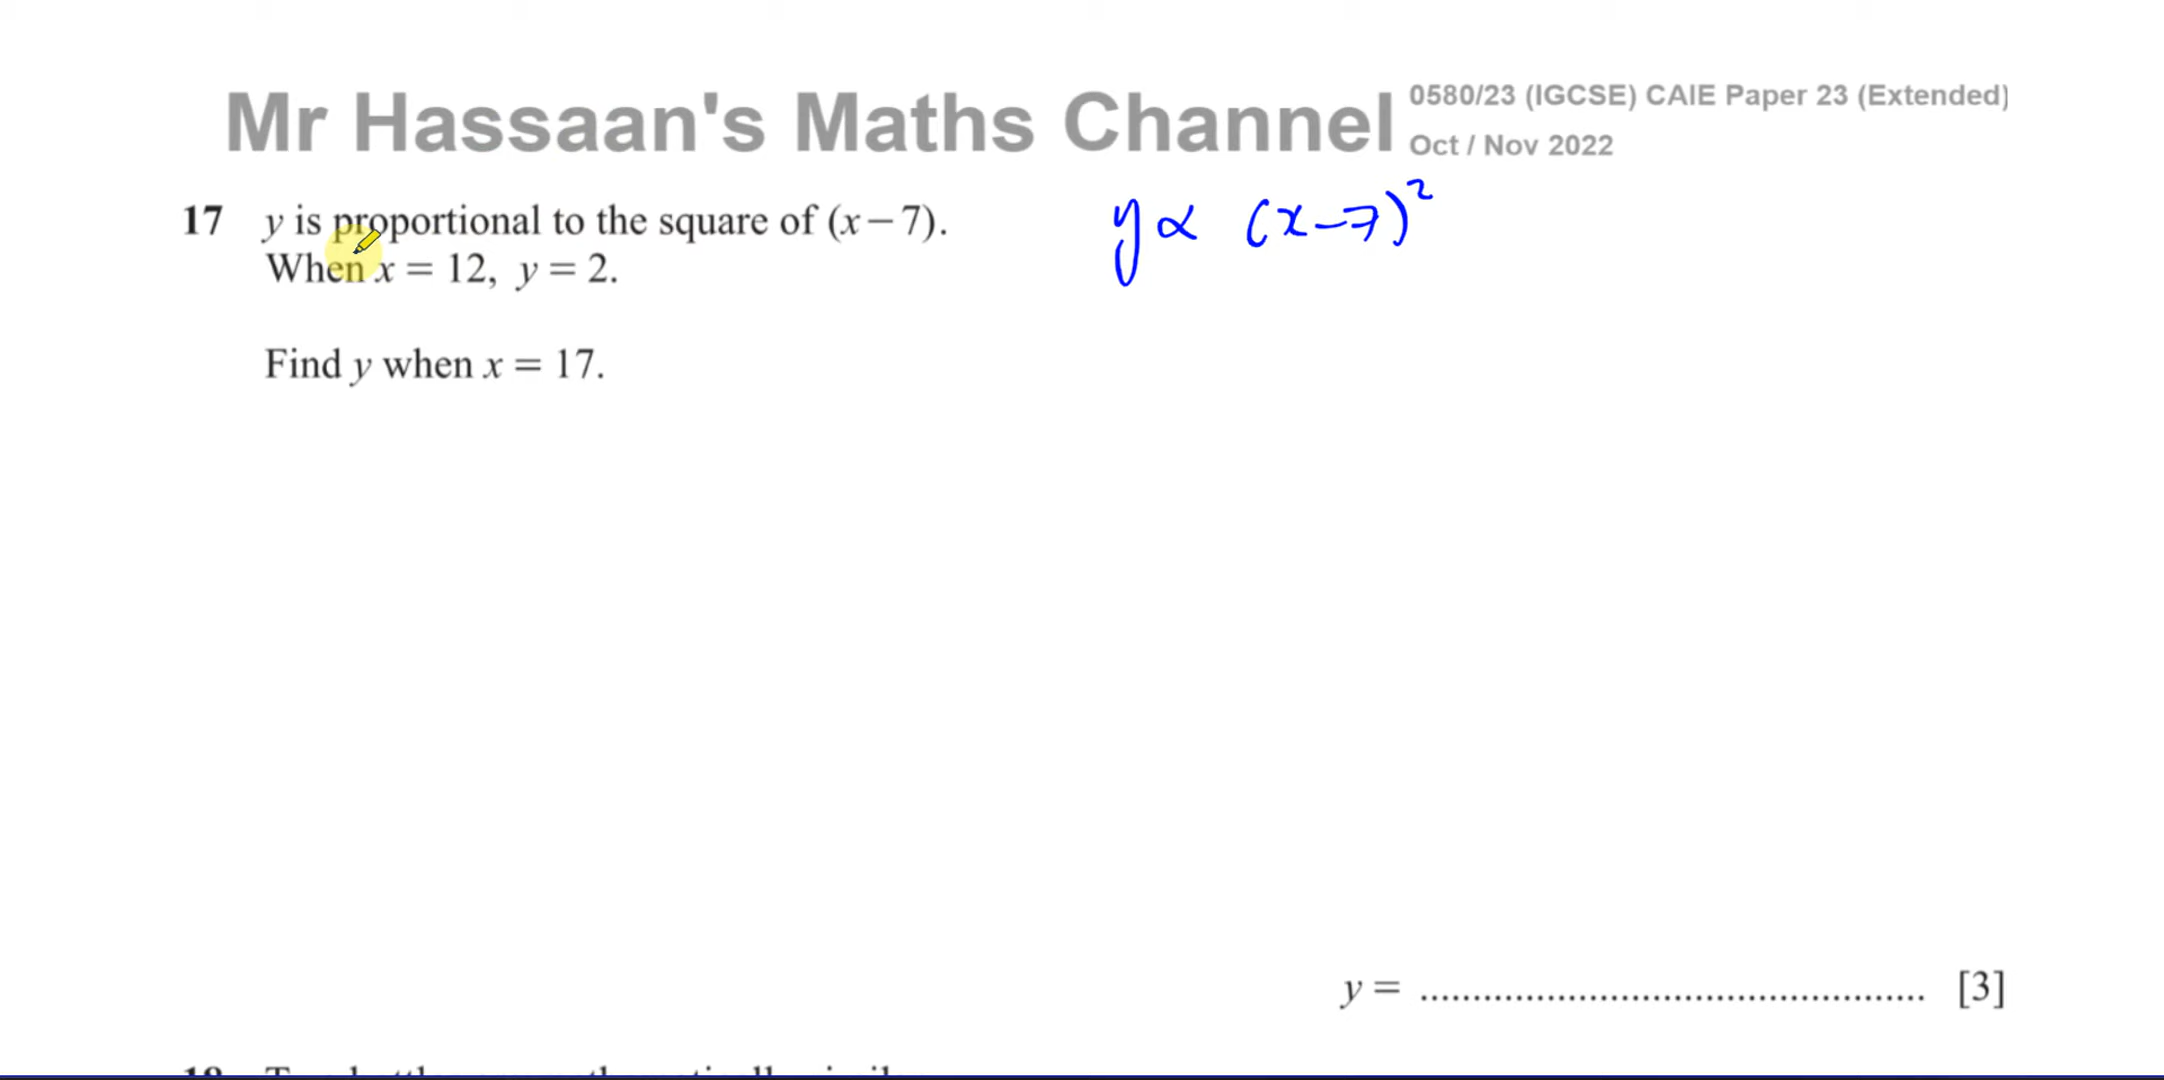 Mr Hassaan's Maths Channel
0580/23 (IGCSE) CAIE Paper 23 (Extended)
Oct / Nov 2022
17 y is proportional to the square of (x − 7).
y ∝ (x − 7)²
When x = 12, y = 2.
Find y when x = 17.
y = ................................................ [3]